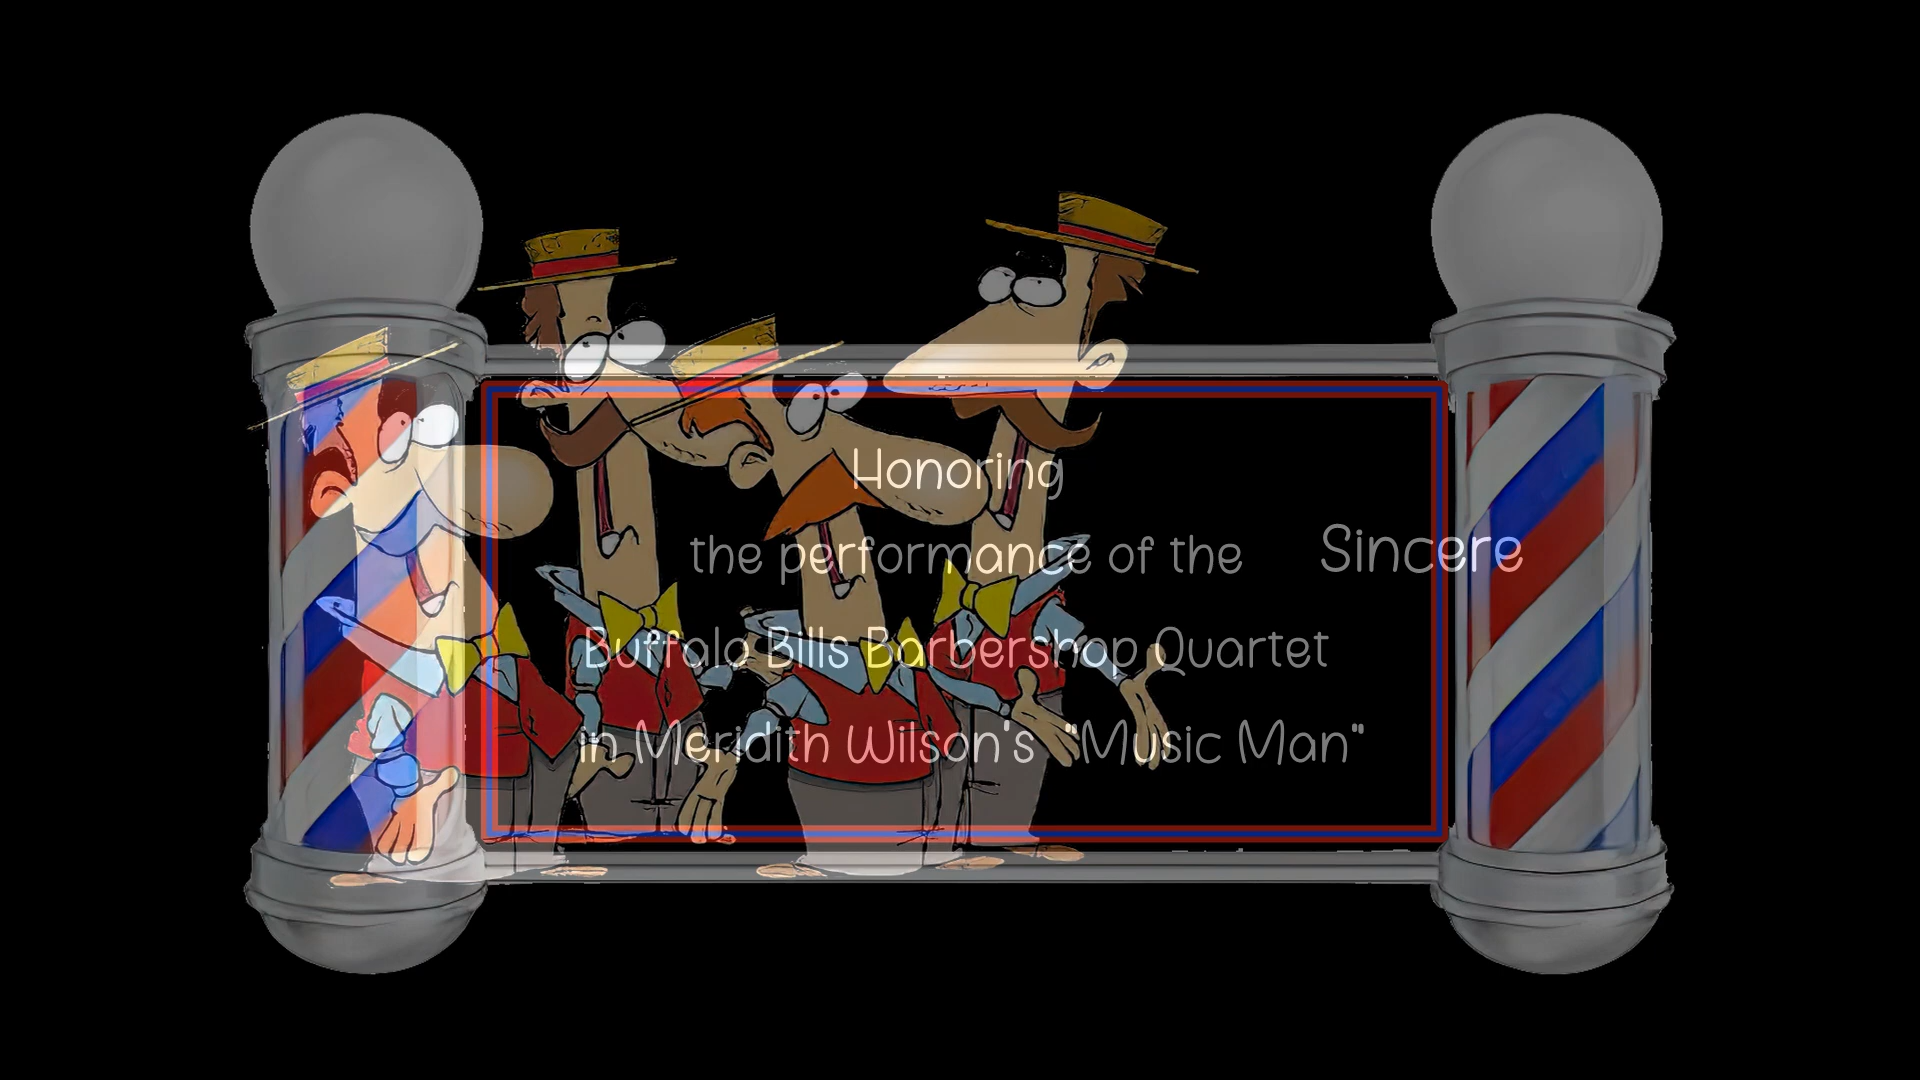 Honoring
the performance of the
Sincere
Buffalo Bills Barbershop Quartet
in Meridith Wilson's "Music Man"